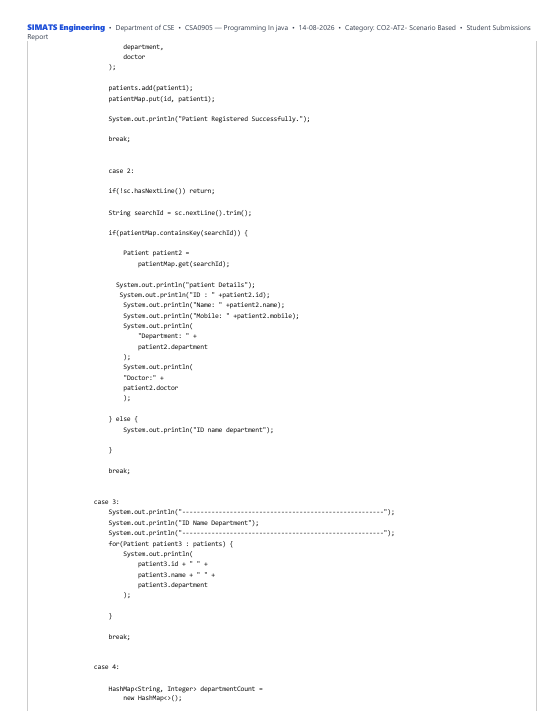 SIMATS Engineering • Department of CSE • CSA0905 — Programming In java • 14-08-2026 • Category: CO2-AT2- Scenario Based • Student Submissions
Report
department,
doctor
);
patients.add(patient1);
patientMap.put(id, patient1);
System.out.println("Patient Registered Successfully.");
break;
case 2:
if(!sc.hasNextLine()) return;
String searchId = sc.nextLine().trim();
if(patientMap.containsKey(searchId)) {
Patient patient2 =
patientMap.get(searchId);
System.out.println("patient Details");
System.out.println("ID : " +patient2.id);
System.out.println("Name: " +patient2.name);
System.out.println("Mobile: " +patient2.mobile);
System.out.println(
"Department: " +
patient2.department
);
System.out.println(
"Doctor:" +
patient2.doctor
);
} else {
System.out.println("ID name department");
}
break;
case 3:
System.out.println("--------------------------------------------------------");
System.out.println("ID Name Department");
System.out.println("--------------------------------------------------------");
for(Patient patient3 : patients) {
System.out.println(
patient3.id + " " +
patient3.name + " " +
patient3.department
);
}
break;
case 4:
HashMap<String, Integer> departmentCount =
new HashMap<>();